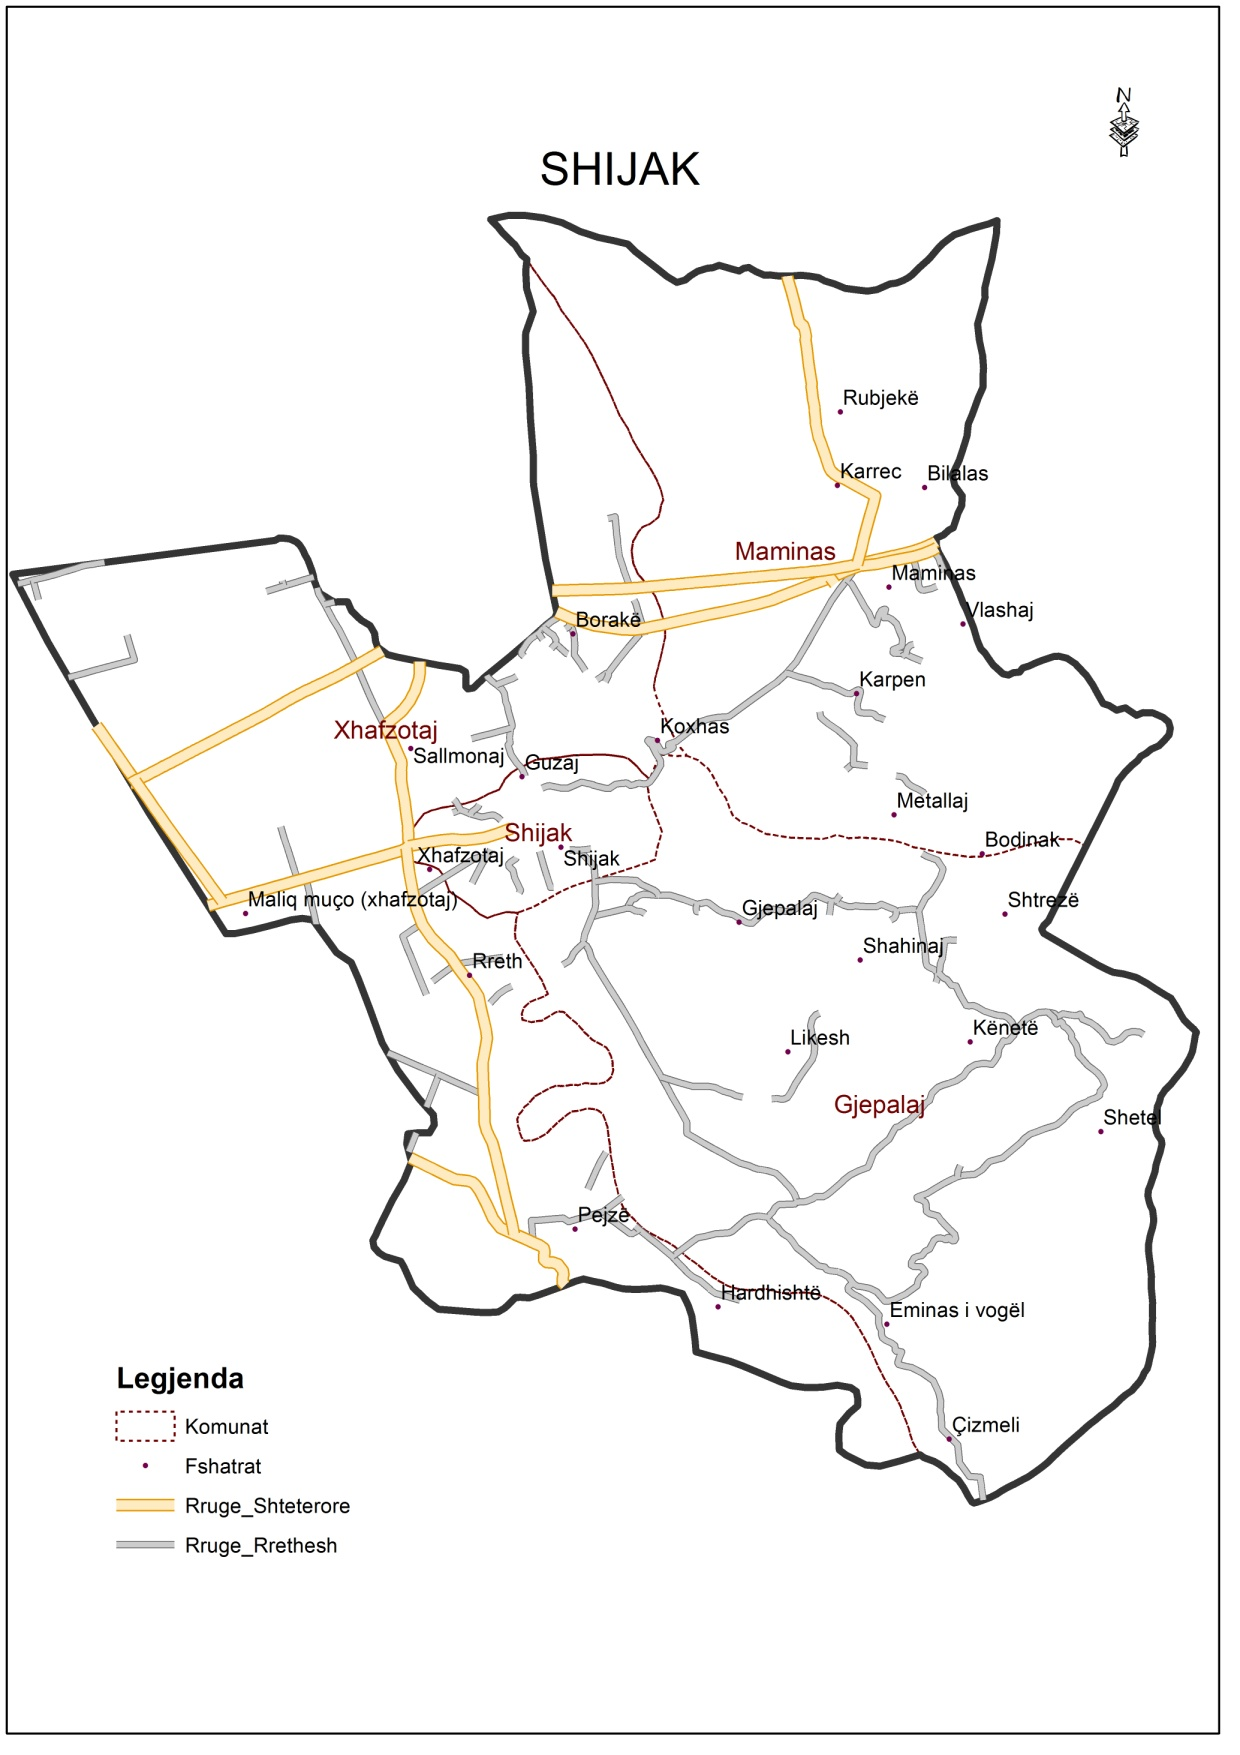 N
SHIJAK
Rubjekë
Karrec
Bilalas
Maminas
Maminas
Vlashaj
Borakë
Karpen
Koxhas
Xhafzotaj
Sallmonaj
Guzaj
Metallaj
Shijak
Bodinak
Xhafzotaj
Shijak
Maliq muço (xhafzotaj)
Gjepalaj
Shtrezë
Shahinaj
Rreth
Kënetë
Likesh
Gjepalaj
Shetel
Pejzë
Hardhishtë
Eminas i vogël
Çizmeli
Legjenda
Komunat
Fshatrat
Rruge_Shteterore
Rruge_Rrethesh